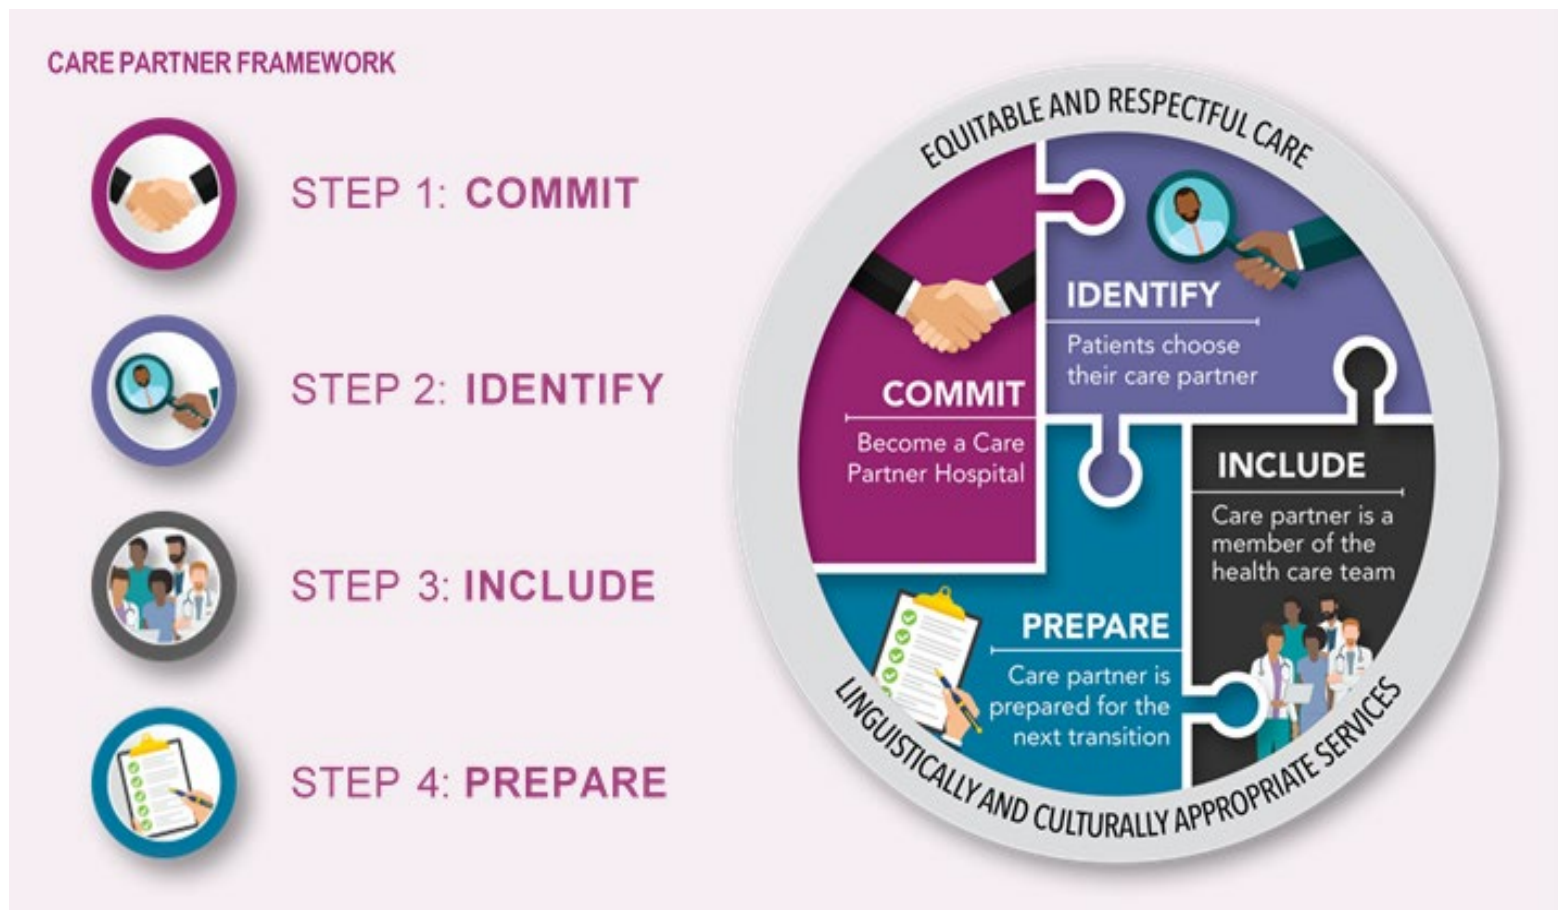 CARE PARTNER FRAMEWORK
STEP 1: COMMIT
STEP 2: IDENTIFY
STEP 3: INCLUDE
STEP 4: PREPARE
EQUITABLE AND RESPECTFUL CARE
COMMIT
Become a Care
Partner Hospital
IDENTIFY
Patients choose
their care partner
INCLUDE
Care partner is a
member of the
health care team
PREPARE
Care partner is
prepared for the
next transition
LINGUISTICALLY AND CULTURALLY APPROPRIATE SERVICES